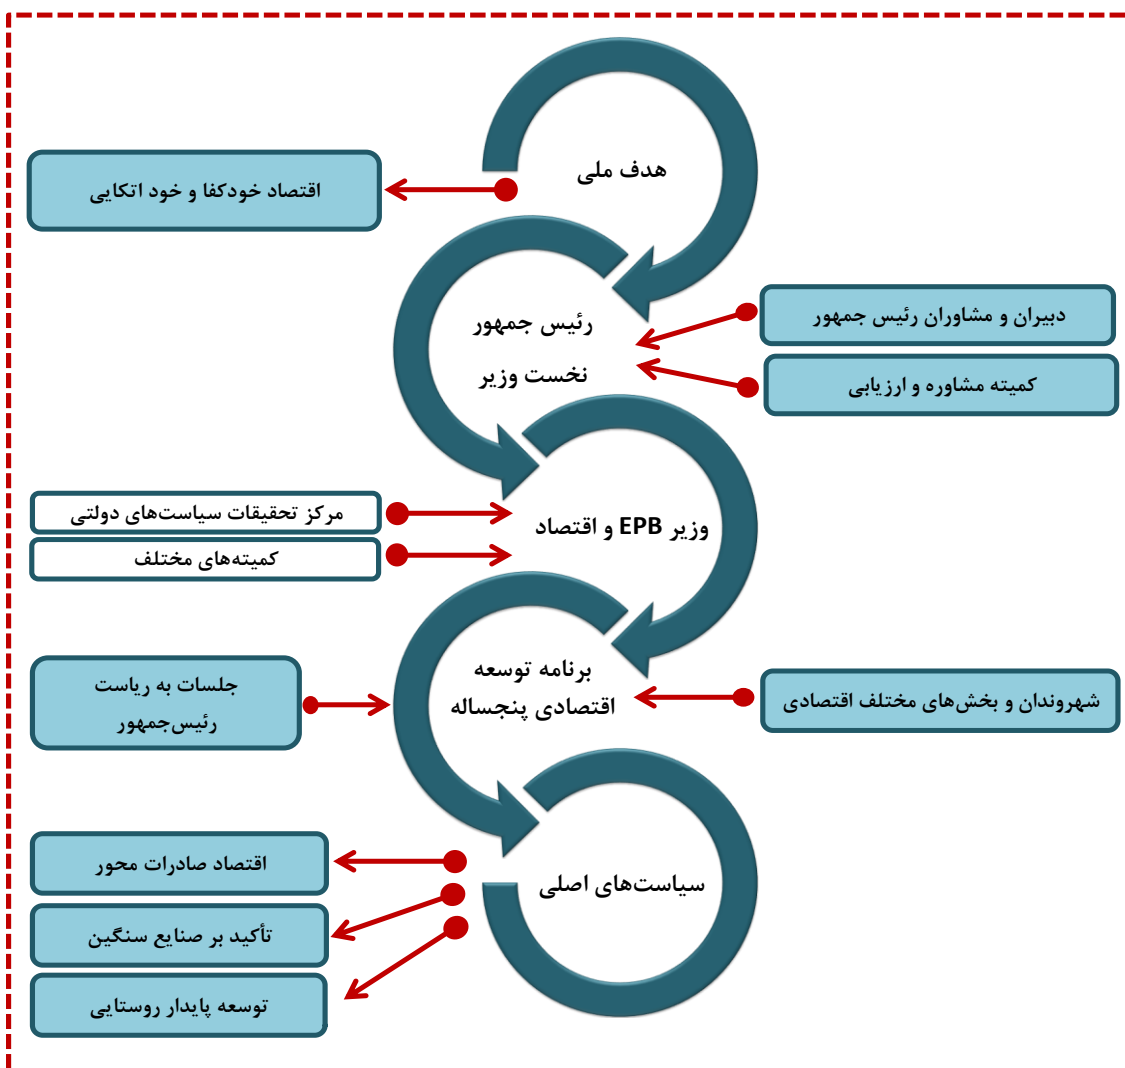 هدف ملی
اقتصاد خودکفا و خود اتکایی
رئیس جمهور
نخست وزیر
دبیران و مشاوران رئیس جمهور
کمیته مشاوره و ارزیابی
وزیر EPB و اقتصاد
مرکز تحقیقات سیاست‌های دولتی
کمیته‌های مختلف
برنامه توسعه
اقتصادی پنجساله
شهروندان و بخش‌های مختلف اقتصادی
جلسات به ریاست
رئیس‌جمهور
سیاست‌های اصلی
اقتصاد صادرات محور
تأکید بر صنایع سنگین
توسعه پایدار روستایی